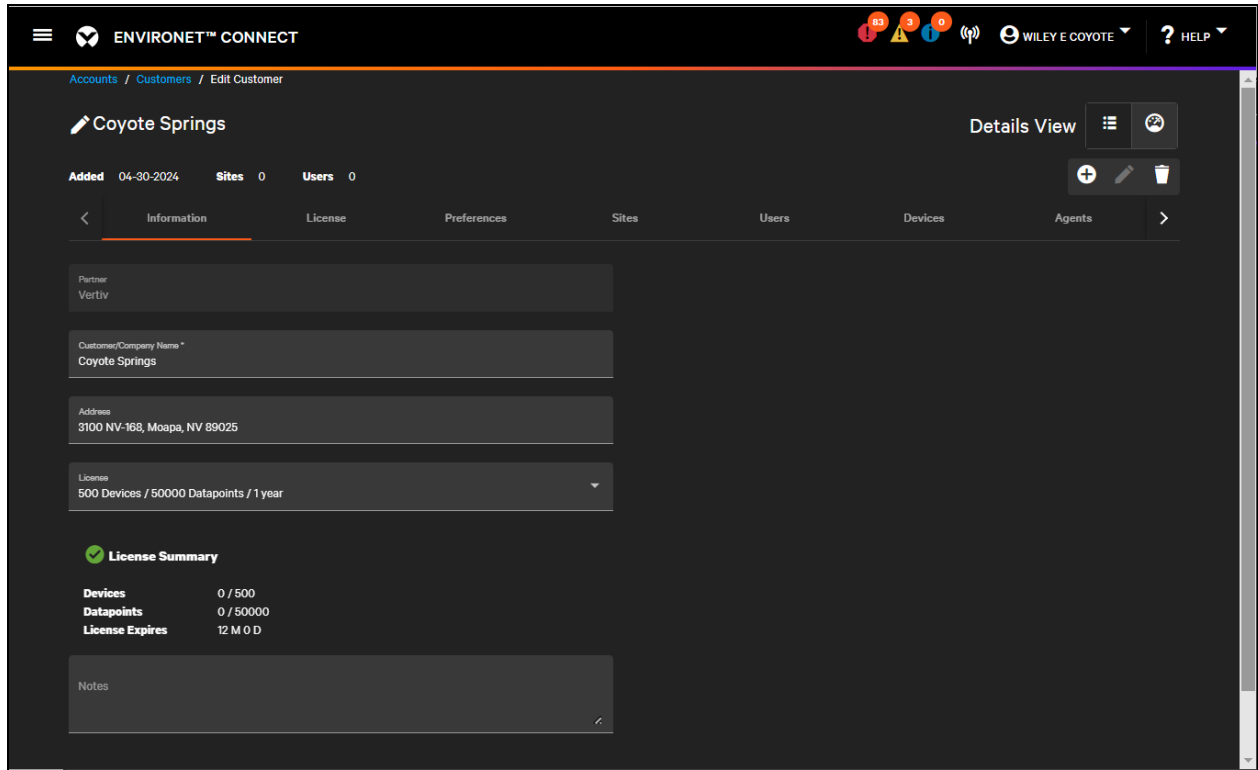 ENVIRONET™ CONNECT
83 3 0 WILEY E COYOTE ? HELP
Accounts / Customers / Edit Customer
Coyote Springs
Details View
Added 04-30-2024 Sites 0 Users 0
Information License Preferences Sites Users Devices Agents
Partner
Vertiv
Customer/Company Name *
Coyote Springs
Address
3100 NV-168, Moapa, NV 89025
License
500 Devices / 50000 Datapoints / 1 year
License Summary
Devices 0 / 500
Datapoints 0 / 50000
License Expires 12 M 0 D
Notes